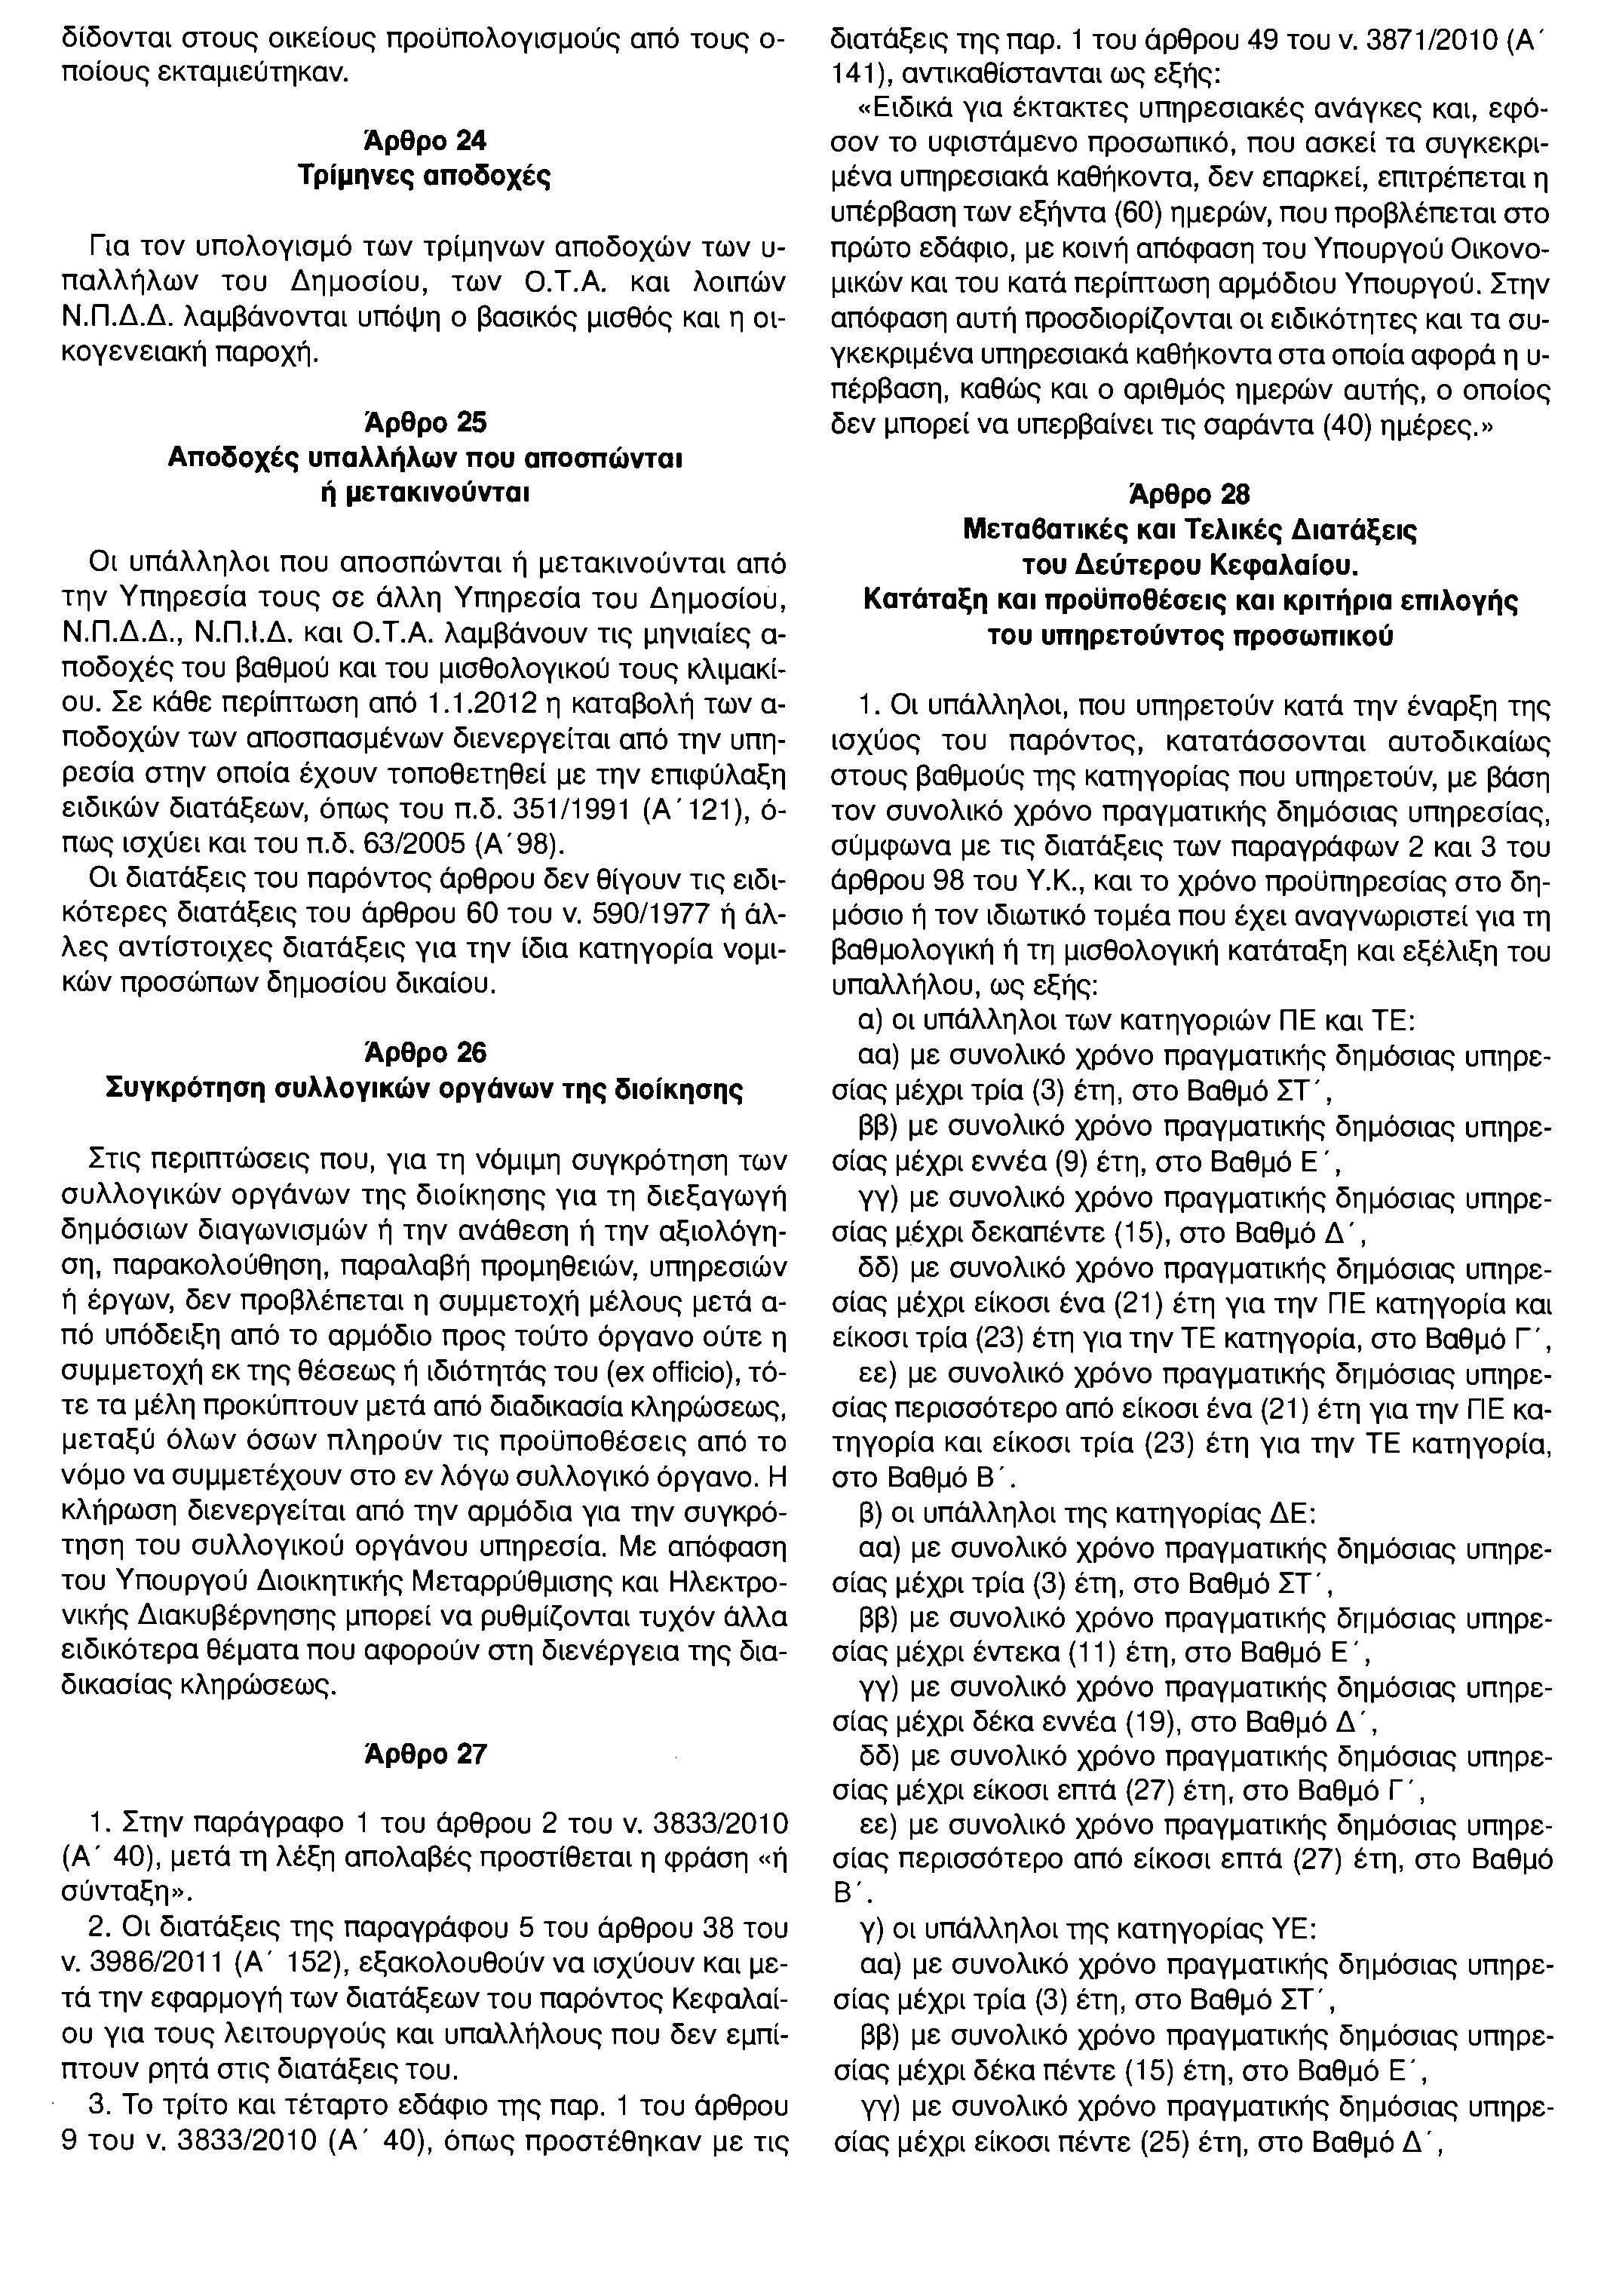 δίδονται στους οικείους προϋπολογισμούς από τους ο-
ποίους εκταμιεύτηκαν.
Άρθρο 24
Τρίμηνες αποδοχές
Για τον υπολογισμό των τρίμηνων αποδοχών των υ-
παλλήλων του Δημοσίου, των Ο.Τ.Α. και λοιπών
Ν.Π.Δ.Δ. λαμβάνονται υπόψη ο βασικός μισθός και η οι-
κογενειακή παροχή.
Άρθρο 25
Αποδοχές υπαλλήλων που αποσπώνται
ή μετακινούνται
Οι υπάλληλοι που αποσπώνται ή μετακινούνται από
την Υπηρεσία τους σε άλλη Υπηρεσία του Δημοσίου,
Ν.Π.Δ.Δ., Ν.Π.Ι.Δ. και Ο.Τ.Α. λαμβάνουν τις μηνιαίες α-
ποδοχές του βαθμού και του μισθολογικού τους κλιμακί-
ου. Σε κάθε περίπτωση από 1.1.2012 η καταβολή των α-
ποδοχών των αποσπασμένων διενεργείται από την υπη-
ρεσία στην οποία έχουν τοποθετηθεί με την επιφύλαξη
ειδικών διατάξεων, όπως του π.δ. 351/1991 (Α΄121), ό-
πως ισχύει και του π.δ. 63/2005 (Α΄98).
Οι διατάξεις του παρόντος άρθρου δεν θίγουν τις ειδι-
κότερες διατάξεις του άρθρου 60 του ν. 590/1977 ή άλ-
λες αντίστοιχες διατάξεις για την ίδια κατηγορία νομι-
κών προσώπων δημοσίου δικαίου.
Άρθρο 26
Συγκρότηση συλλογικών οργάνων της διοίκησης
Στις περιπτώσεις που, για τη νόμιμη συγκρότηση των
συλλογικών οργάνων της διοίκησης για τη διεξαγωγή
δημόσιων διαγωνισμών ή την ανάθεση ή την αξιολόγη-
ση, παρακολούθηση, παραλαβή προμηθειών, υπηρεσιών
ή έργων, δεν προβλέπεται η συμμετοχή μέλους μετά α-
πό υπόδειξη από το αρμόδιο προς τούτο όργανο ούτε η
συμμετοχή εκ της θέσεως ή ιδιότητάς του (ex officio), τό-
τε τα μέλη προκύπτουν μετά από διαδικασία κληρώσεως,
μεταξύ όλων όσων πληρούν τις προϋποθέσεις από το
νόμο να συμμετέχουν στο εν λόγω συλλογικό όργανο. Η
κλήρωση διενεργείται από την αρμόδια για την συγκρό-
τηση του συλλογικού οργάνου υπηρεσία. Με απόφαση
του Υπουργού Διοικητικής Μεταρρύθμισης και Ηλεκτρο-
νικής Διακυβέρνησης μπορεί να ρυθμίζονται τυχόν άλλα
ειδικότερα θέματα που αφορούν στη διενέργεια της δια-
δικασίας κληρώσεως.
Άρθρο 27
1. Στην παράγραφο 1 του άρθρου 2 του ν. 3833/2010
(Α΄ 40), μετά τη λέξη απολαβές προστίθεται η φράση «ή
σύνταξη».
2. Οι διατάξεις της παραγράφου 5 του άρθρου 38 του
ν. 3986/2011 (Α΄ 152), εξακολουθούν να ισχύουν και με-
τά την εφαρμογή των διατάξεων του παρόντος Κεφαλαί-
ου για τους λειτουργούς και υπαλλήλους που δεν εμπί-
πτουν ρητά στις διατάξεις του.
3. Το τρίτο και τέταρτο εδάφιο της παρ. 1 του άρθρου
9 του ν. 3833/2010 (Α΄ 40), όπως προστέθηκαν με τις
διατάξεις της παρ. 1 του άρθρου 49 του ν. 3871/2010 (Α΄
141), αντικαθίστανται ως εξής:
«Ειδικά για έκτακτες υπηρεσιακές ανάγκες και, εφό-
σον το υφιστάμενο προσωπικό, που ασκεί τα συγκεκρι-
μένα υπηρεσιακά καθήκοντα, δεν επαρκεί, επιτρέπεται η
υπέρβαση των εξήντα (60) ημερών, που προβλέπεται στο
πρώτο εδάφιο, με κοινή απόφαση του Υπουργού Οικονο-
μικών και του κατά περίπτωση αρμόδιου Υπουργού. Στην
απόφαση αυτή προσδιορίζονται οι ειδικότητες και τα συ-
γκεκριμένα υπηρεσιακά καθήκοντα στα οποία αφορά η υ-
πέρβαση, καθώς και ο αριθμός ημερών αυτής, ο οποίος
δεν μπορεί να υπερβαίνει τις σαράντα (40) ημέρες.»
Άρθρο 28
Μεταβατικές και Τελικές Διατάξεις
του Δεύτερου Κεφαλαίου.
Κατάταξη και προϋποθέσεις και κριτήρια επιλογής
του υπηρετούντος προσωπικού
1. Οι υπάλληλοι, που υπηρετούν κατά την έναρξη της
ισχύος του παρόντος, κατατάσσονται αυτοδικαίως
στους βαθμούς της κατηγορίας που υπηρετούν, με βάση
τον συνολικό χρόνο πραγματικής δημόσιας υπηρεσίας,
σύμφωνα με τις διατάξεις των παραγράφων 2 και 3 του
άρθρου 98 του Υ.Κ., και το χρόνο προϋπηρεσίας στο δη-
μόσιο ή τον ιδιωτικό τομέα που έχει αναγνωριστεί για τη
βαθμολογική ή τη μισθολογική κατάταξη και εξέλιξη του
υπαλλήλου, ως εξής:
α) οι υπάλληλοι των κατηγοριών ΠΕ και ΤΕ:
αα) με συνολικό χρόνο πραγματικής δημόσιας υπηρε-
σίας μέχρι τρία (3) έτη, στο Βαθμό ΣΤ΄,
ββ) με συνολικό χρόνο πραγματικής δημόσιας υπηρε-
σίας μέχρι εννέα (9) έτη, στο Βαθμό Ε΄,
γγ) με συνολικό χρόνο πραγματικής δημόσιας υπηρε-
σίας μέχρι δεκαπέντε (15), στο Βαθμό Δ΄,
δδ) με συνολικό χρόνο πραγματικής δημόσιας υπηρε-
σίας μέχρι είκοσι ένα (21) έτη για την ΠΕ κατηγορία και
είκοσι τρία (23) έτη για την ΤΕ κατηγορία, στο Βαθμό Γ΄,
εε) με συνολικό χρόνο πραγματικής δημόσιας υπηρε-
σίας περισσότερο από είκοσι ένα (21) έτη για την ΠΕ κα-
τηγορία και είκοσι τρία (23) έτη για την ΤΕ κατηγορία,
στο Βαθμό Β΄.
β) οι υπάλληλοι της κατηγορίας ΔΕ:
αα) με συνολικό χρόνο πραγματικής δημόσιας υπηρε-
σίας μέχρι τρία (3) έτη, στο Βαθμό ΣΤ΄,
ββ) με συνολικό χρόνο πραγματικής δημόσιας υπηρε-
σίας μέχρι έντεκα (11) έτη, στο Βαθμό Ε΄,
γγ) με συνολικό χρόνο πραγματικής δημόσιας υπηρε-
σίας μέχρι δέκα εννέα (19), στο Βαθμό Δ΄,
δδ) με συνολικό χρόνο πραγματικής δημόσιας υπηρε-
σίας μέχρι είκοσι επτά (27) έτη, στο Βαθμό Γ΄,
εε) με συνολικό χρόνο πραγματικής δημόσιας υπηρε-
σίας περισσότερο από είκοσι επτά (27) έτη, στο Βαθμό
Β΄.
γ) οι υπάλληλοι της κατηγορίας ΥΕ:
αα) με συνολικό χρόνο πραγματικής δημόσιας υπηρε-
σίας μέχρι τρία (3) έτη, στο Βαθμό ΣΤ΄,
ββ) με συνολικό χρόνο πραγματικής δημόσιας υπηρε-
σίας μέχρι δέκα πέντε (15) έτη, στο Βαθμό Ε΄,
γγ) με συνολικό χρόνο πραγματικής δημόσιας υπηρε-
σίας μέχρι είκοσι πέντε (25) έτη, στο Βαθμό Δ΄,